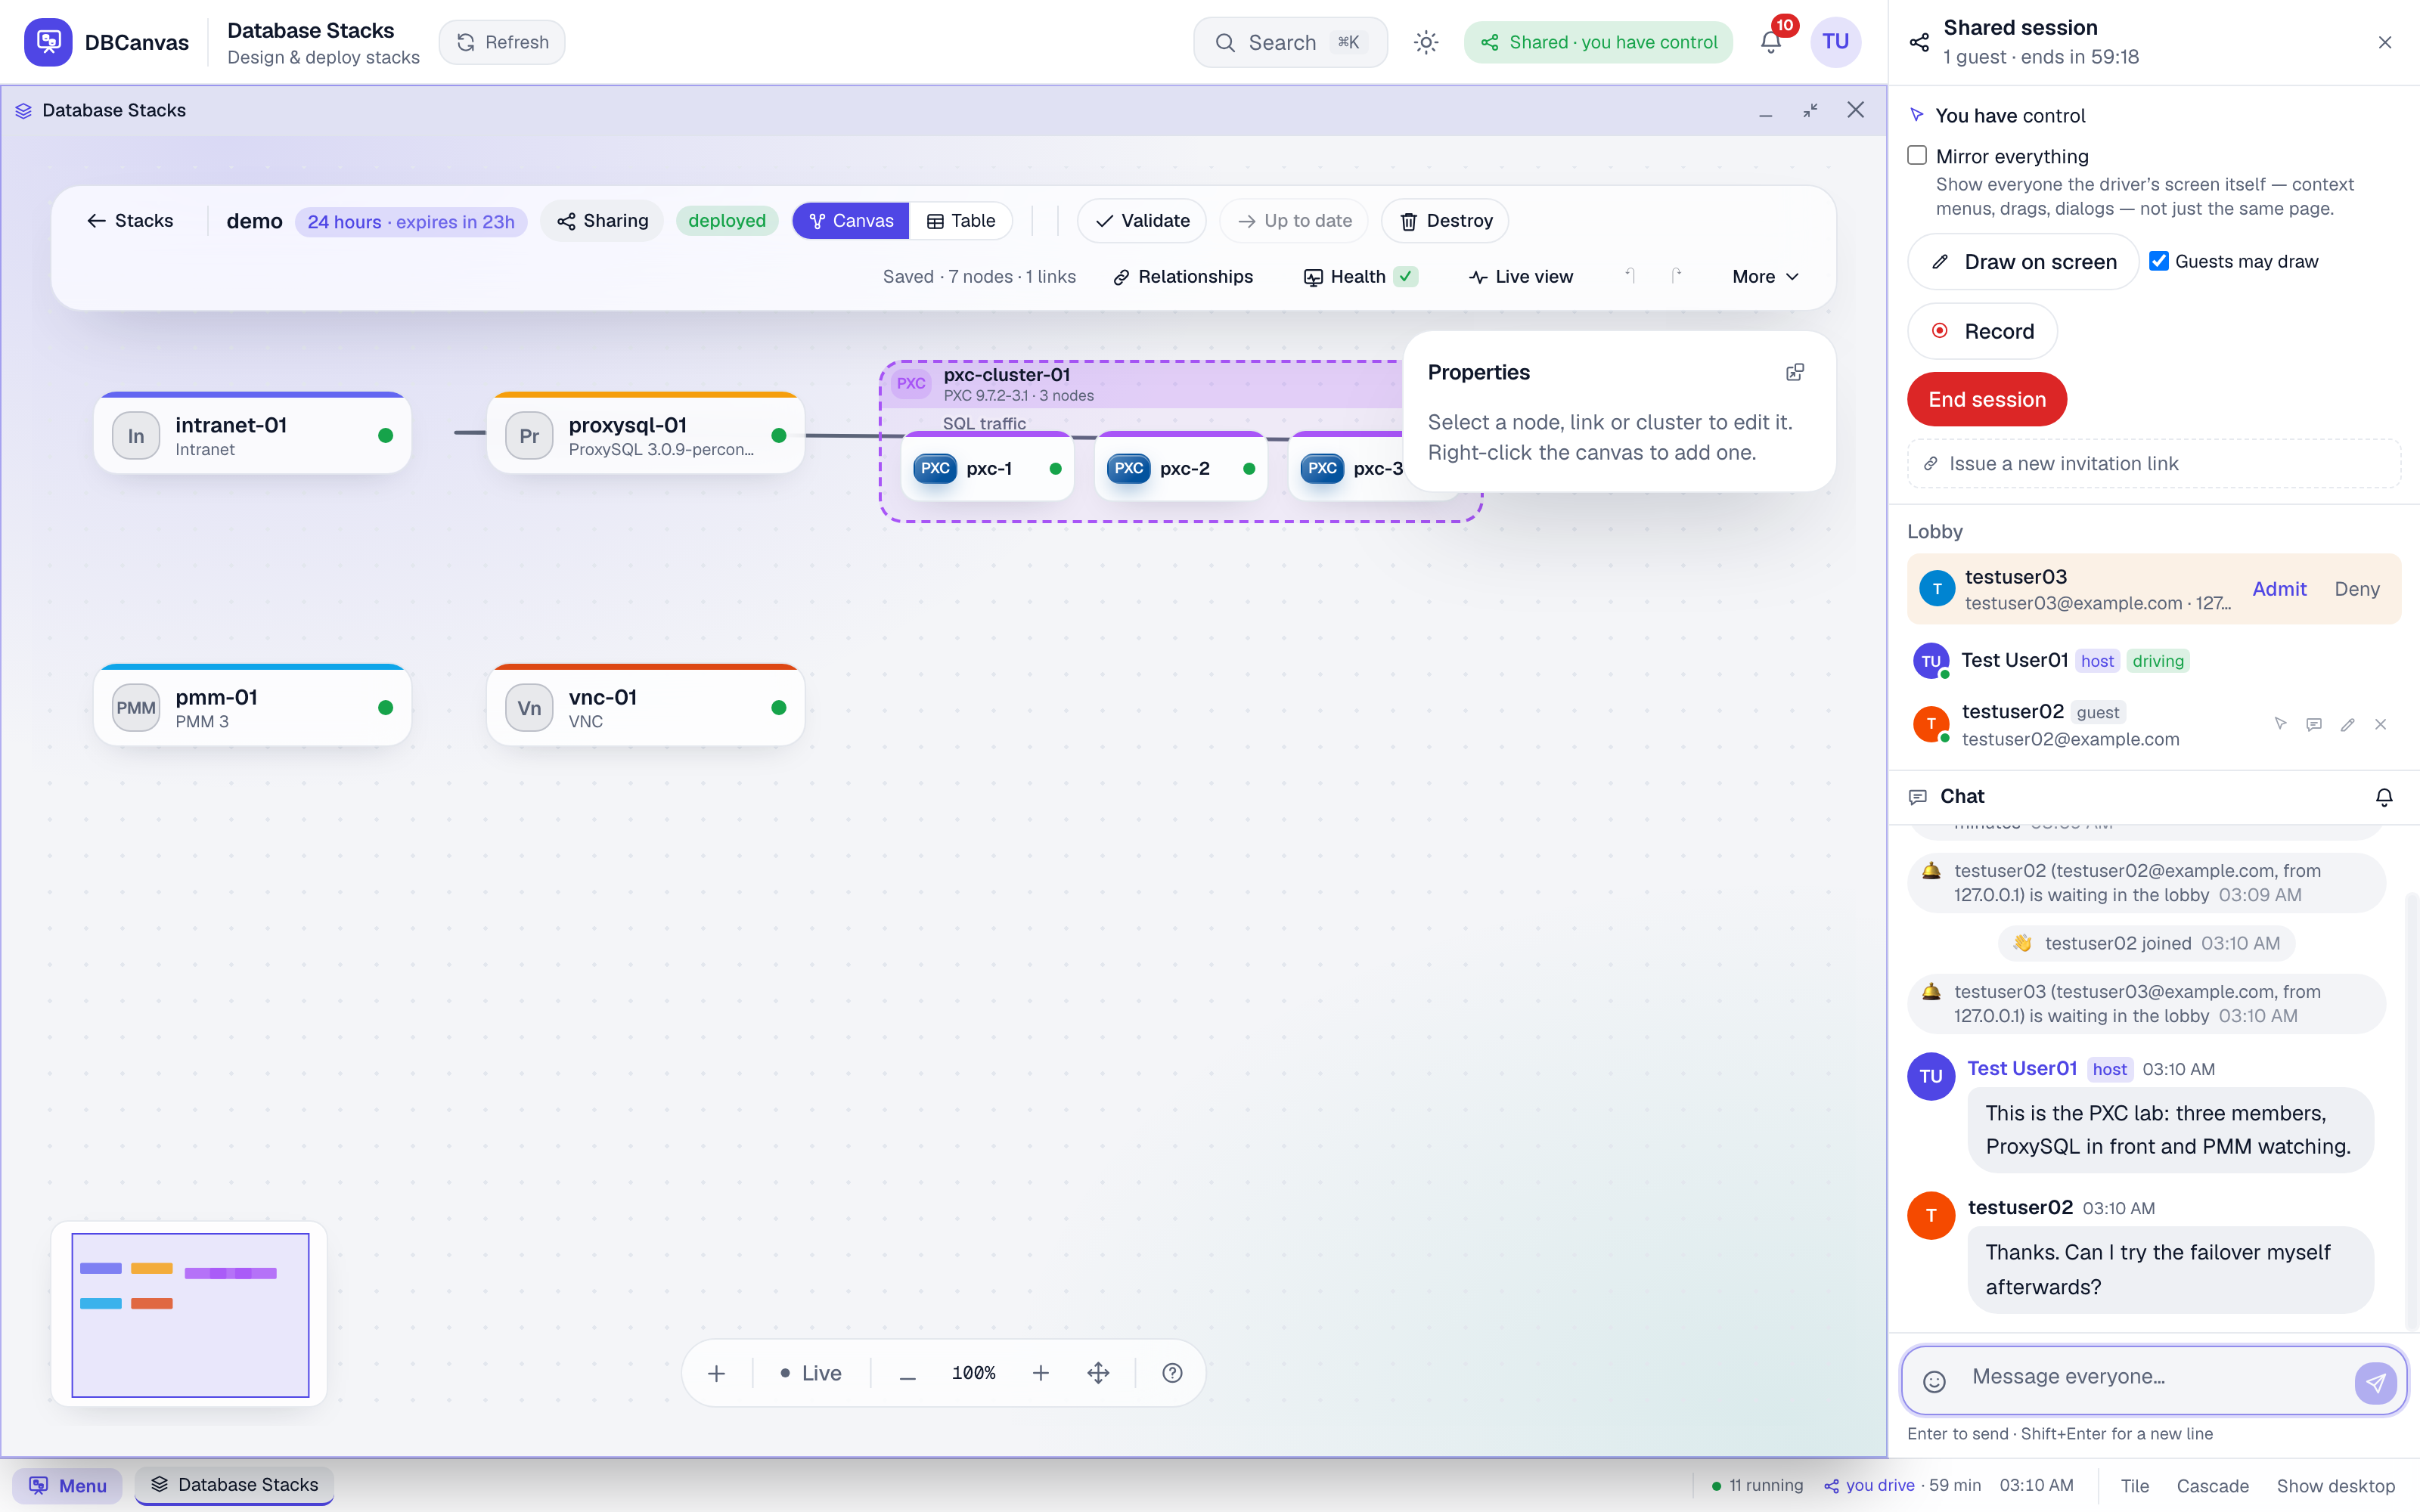 DBCanvas
Database Stacks
Design & deploy stacks
Refresh
Search ⌘K
Shared · you have control
10
TU
Shared session
1 guest · ends in 59:18
Database Stacks
You have control
Mirror everything
Show everyone the driver's screen itself — context
menus, drags, dialogs — not just the same page.
Draw on screen
Guests may draw
Record
End session
Issue a new invitation link
Stacks
demo
24 hours · expires in 23h
Sharing
deployed
Canvas
Table
Validate
Up to date
Destroy
Saved · 7 nodes · 1 links
Relationships
Health
Live view
More
In
intranet-01
Intranet
Pr
proxysql-01
ProxySQL 3.0.9-percon...
PXC
pxc-cluster-01
PXC 9.7.2-3.1 · 3 nodes
SQL traffic
PXC pxc-1
PXC pxc-2
PXC pxc-3
Properties
Select a node, link or cluster to edit it.
Right-click the canvas to add one.
PMM
pmm-01
PMM 3
Vn
vnc-01
VNC
Lobby
T
testuser03
testuser03@example.com · 127...
Admit
Deny
TU
Test User01 host driving
T
testuser02 guest
testuser02@example.com
Chat
testuser02 (testuser02@example.com, from
127.0.0.1) is waiting in the lobby 03:09 AM
testuser02 joined 03:10 AM
testuser03 (testuser03@example.com, from
127.0.0.1) is waiting in the lobby 03:10 AM
TU
Test User01 host 03:10 AM
This is the PXC lab: three members,
ProxySQL in front and PMM watching.
T
testuser02 03:10 AM
Thanks. Can I try the failover myself
afterwards?
Message everyone...
Enter to send · Shift+Enter for a new line
Live
100%
Menu
Database Stacks
11 running
you drive · 59 min
03:10 AM
Tile
Cascade
Show desktop